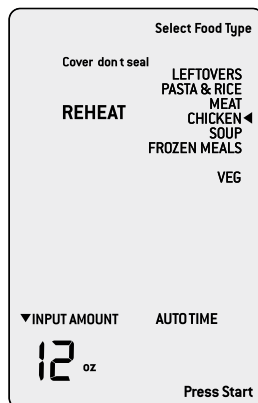 Select Food Type
Cover don t seal
LEFTOVERS
PASTA & RICE
MEAT
REHEAT
CHICKEN◀
SOUP
FROZEN MEALS
VEG
▼INPUT AMOUNT AUTO TIME
12 oz
Press Start